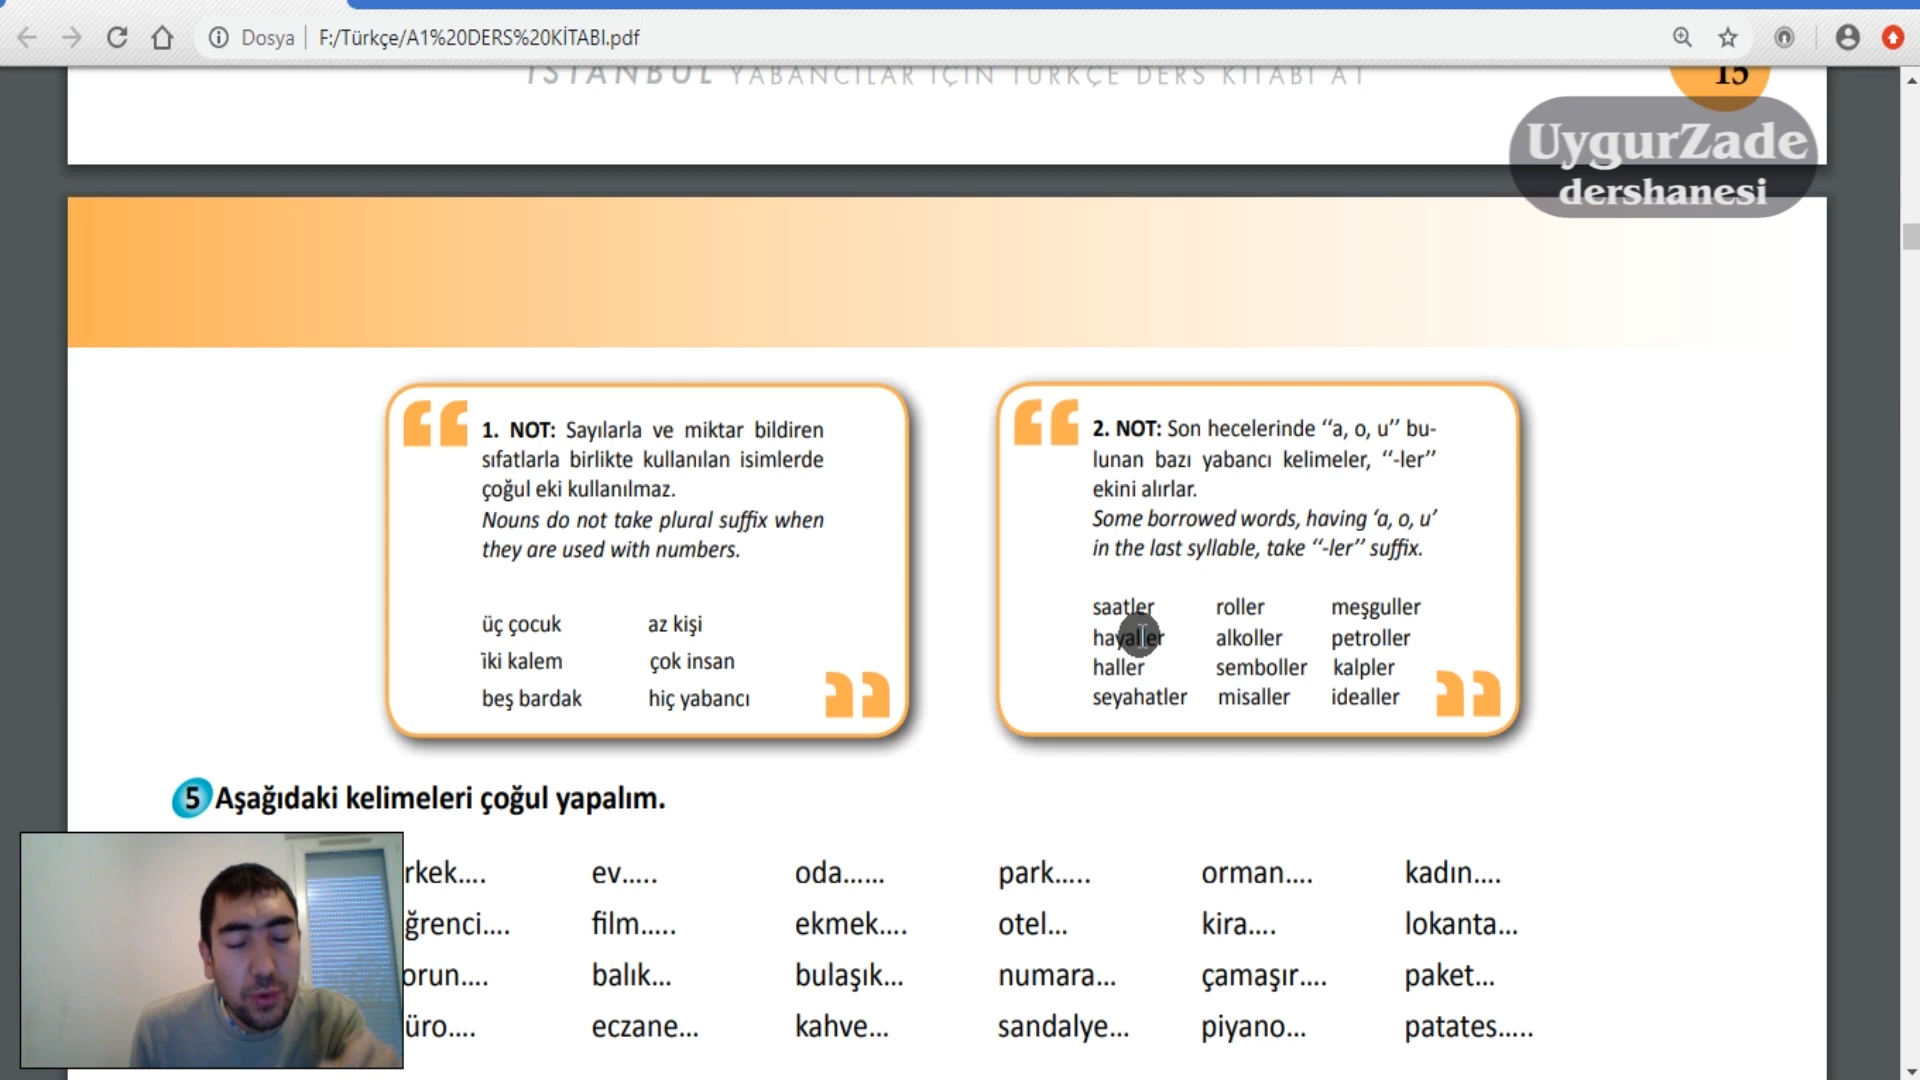 Dosya F:/Türkçe/A1%20DERS%20KİTABI.pdf
İSTANBUL YABANCILAR İÇİN TÜRKÇE DERS KİTABI A1
15
UygurZade
dershanesi
1. NOT: Sayılarla ve miktar bildiren
sıfatlarla birlikte kullanılan isimlerde
çoğul eki kullanılmaz.
Nouns do not take plural suffix when
they are used with numbers.
üç çocuk az kişi
iki kalem çok insan
beş bardak hiç yabancı
2. NOT: Son hecelerinde “a, o, u” bu-
lunan bazı yabancı kelimeler, “-ler”
ekini alırlar.
Some borrowed words, having ‘a, o, u’
in the last syllable, take “-ler” suffix.
saatler roller meşguller
hayaller alkoller petroller
haller semboller kalpler
seyahatler misaller idealler
5 Aşağıdaki kelimeleri çoğul yapalım.
rkek.... ev..... oda...... park..... orman.... kadın....
ğrenci.... film..... ekmek.... otel... kira.... lokanta...
orun.... balık... bulaşık... numara... çamaşır.... paket...
üro.... eczane... kahve... sandalye... piyano... patates.....